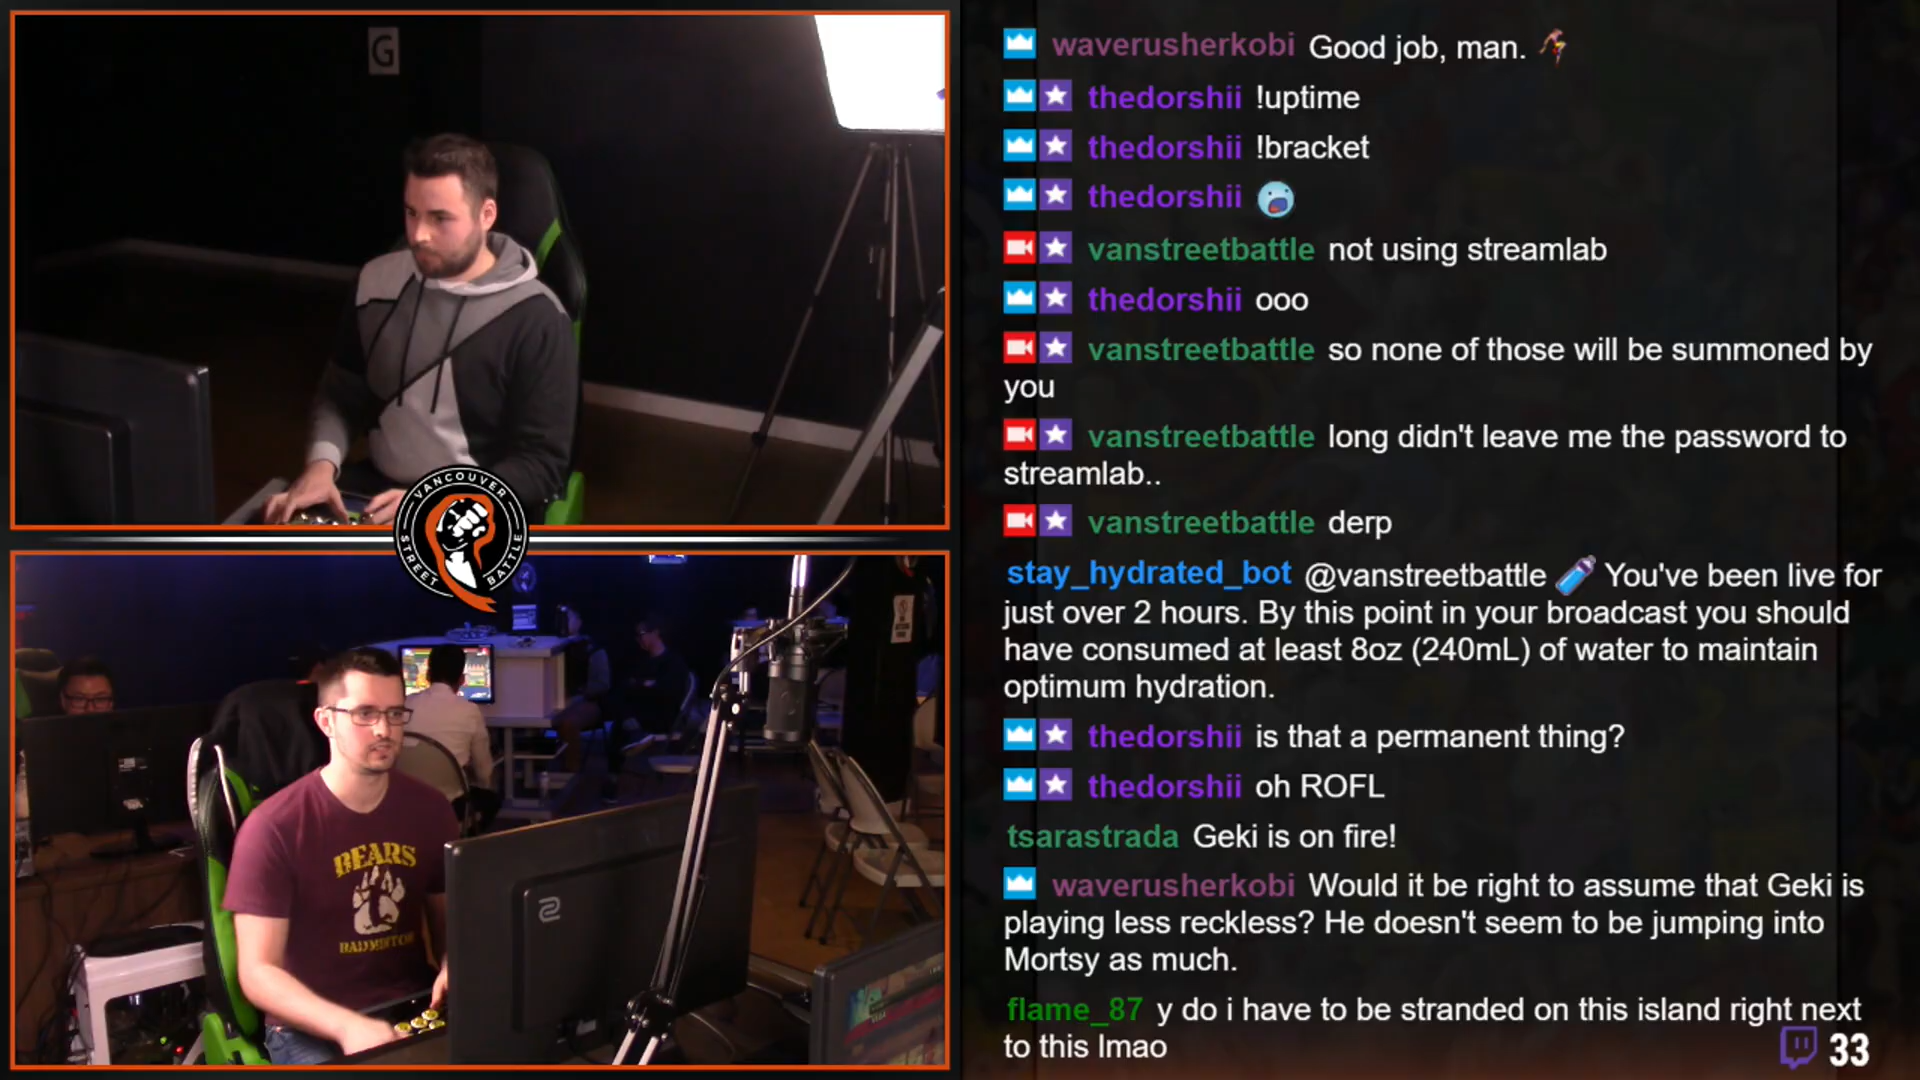 G
VANCOUVER
STREET
BATTLE
BEARS
BADMINTON
waverusherkobi Good job, man.
thedorshii !uptime
thedorshii !bracket
thedorshii
vanstreetbattle not using streamlab
thedorshii ooo
vanstreetbattle so none of those will be summoned by
you
vanstreetbattle long didn't leave me the password to
streamlab..
vanstreetbattle derp
stay_hydrated_bot @vanstreetbattle You've been live for
just over 2 hours. By this point in your broadcast you should
have consumed at least 8oz (240mL) of water to maintain
optimum hydration.
thedorshii is that a permanent thing?
thedorshii oh ROFL
tsarastrada Geki is on fire!
waverusherkobi Would it be right to assume that Geki is
playing less reckless? He doesn't seem to be jumping into
Mortsy as much.
flame_87 y do i have to be stranded on this island right next
to this lmao
33